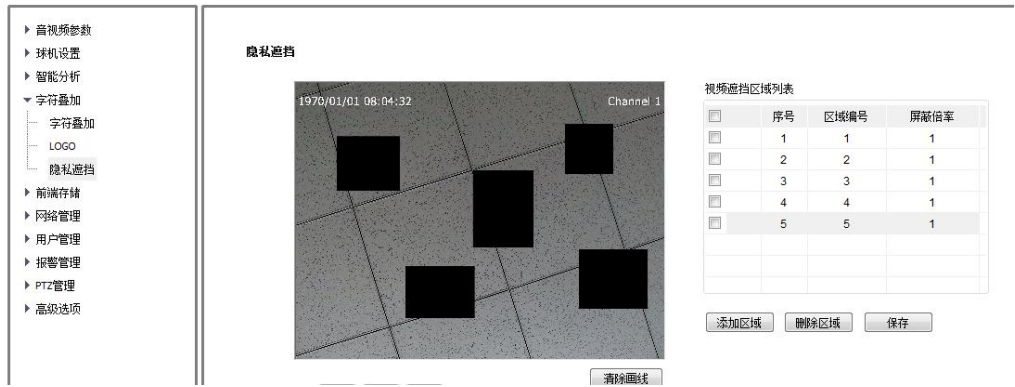 音视频参数
球机设置
智能分析
字符叠加
字符叠加
LOGO
隐私遮挡
前端存储
网络管理
用户管理
报警管理
PTZ管理
高级选项
隐私遮挡
1970/01/01 08:04:32 Channel 1
清除画线
视频遮挡区域列表
序号 区域编号 屏蔽倍率
1 1 1
2 2 1
3 3 1
4 4 1
5 5 1
添加区域 删除区域 保存